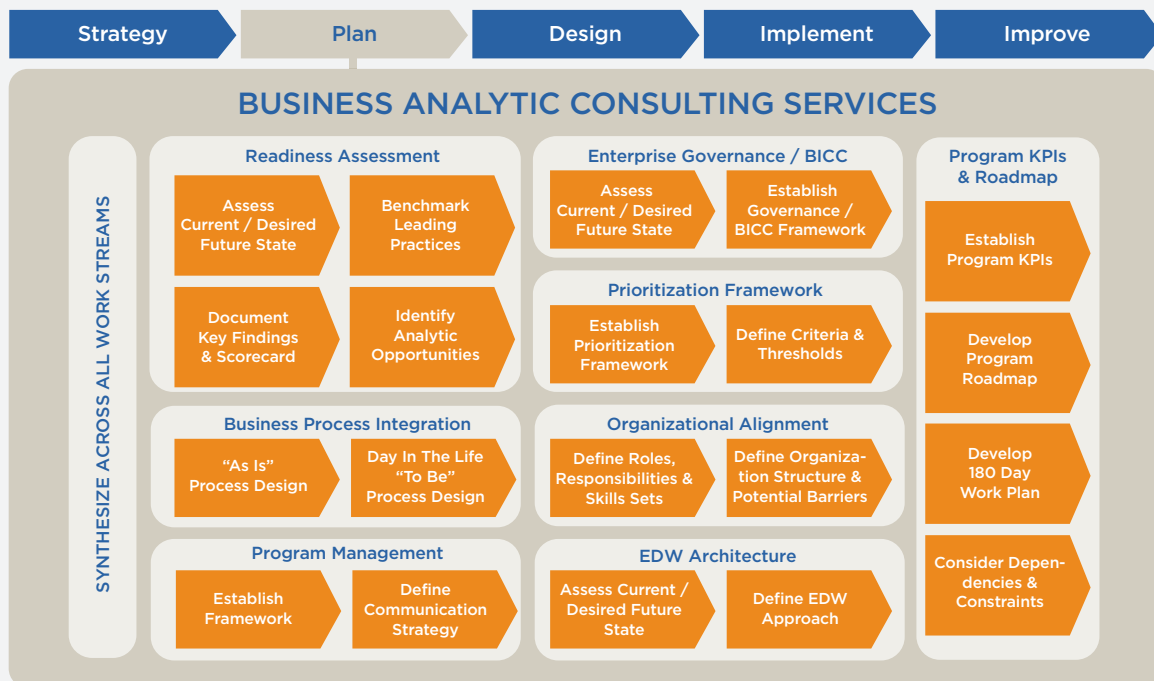 Strategy
Plan
Design
Implement
Improve
BUSINESS ANALYTIC CONSULTING SERVICES
SYNTHESIZE ACROSS ALL WORK STREAMS
Readiness Assessment
Assess
Current / Desired
Future State
Benchmark
Leading
Practices
Document
Key Findings
& Scorecard
Identify
Analytic
Opportunities
Business Process Integration
“As Is”
Process Design
Day In The Life
“To Be”
Process Design
Program Management
Establish
Framework
Define
Communication
Strategy
Enterprise Governance / BICC
Assess
Current / Desired
Future State
Establish
Governance /
BICC Framework
Prioritization Framework
Establish
Prioritization
Framework
Define Criteria &
Thresholds
Organizational Alignment
Define Roles,
Responsibilities &
Skills Sets
Define Organiza-
tion Structure &
Potential Barriers
EDW Architecture
Assess Current /
Desired Future
State
Define EDW
Approach
Program KPIs
& Roadmap
Establish
Program KPIs
Develop
Program
Roadmap
Develop
180 Day
Work Plan
Consider Depen-
dencies &
Constraints